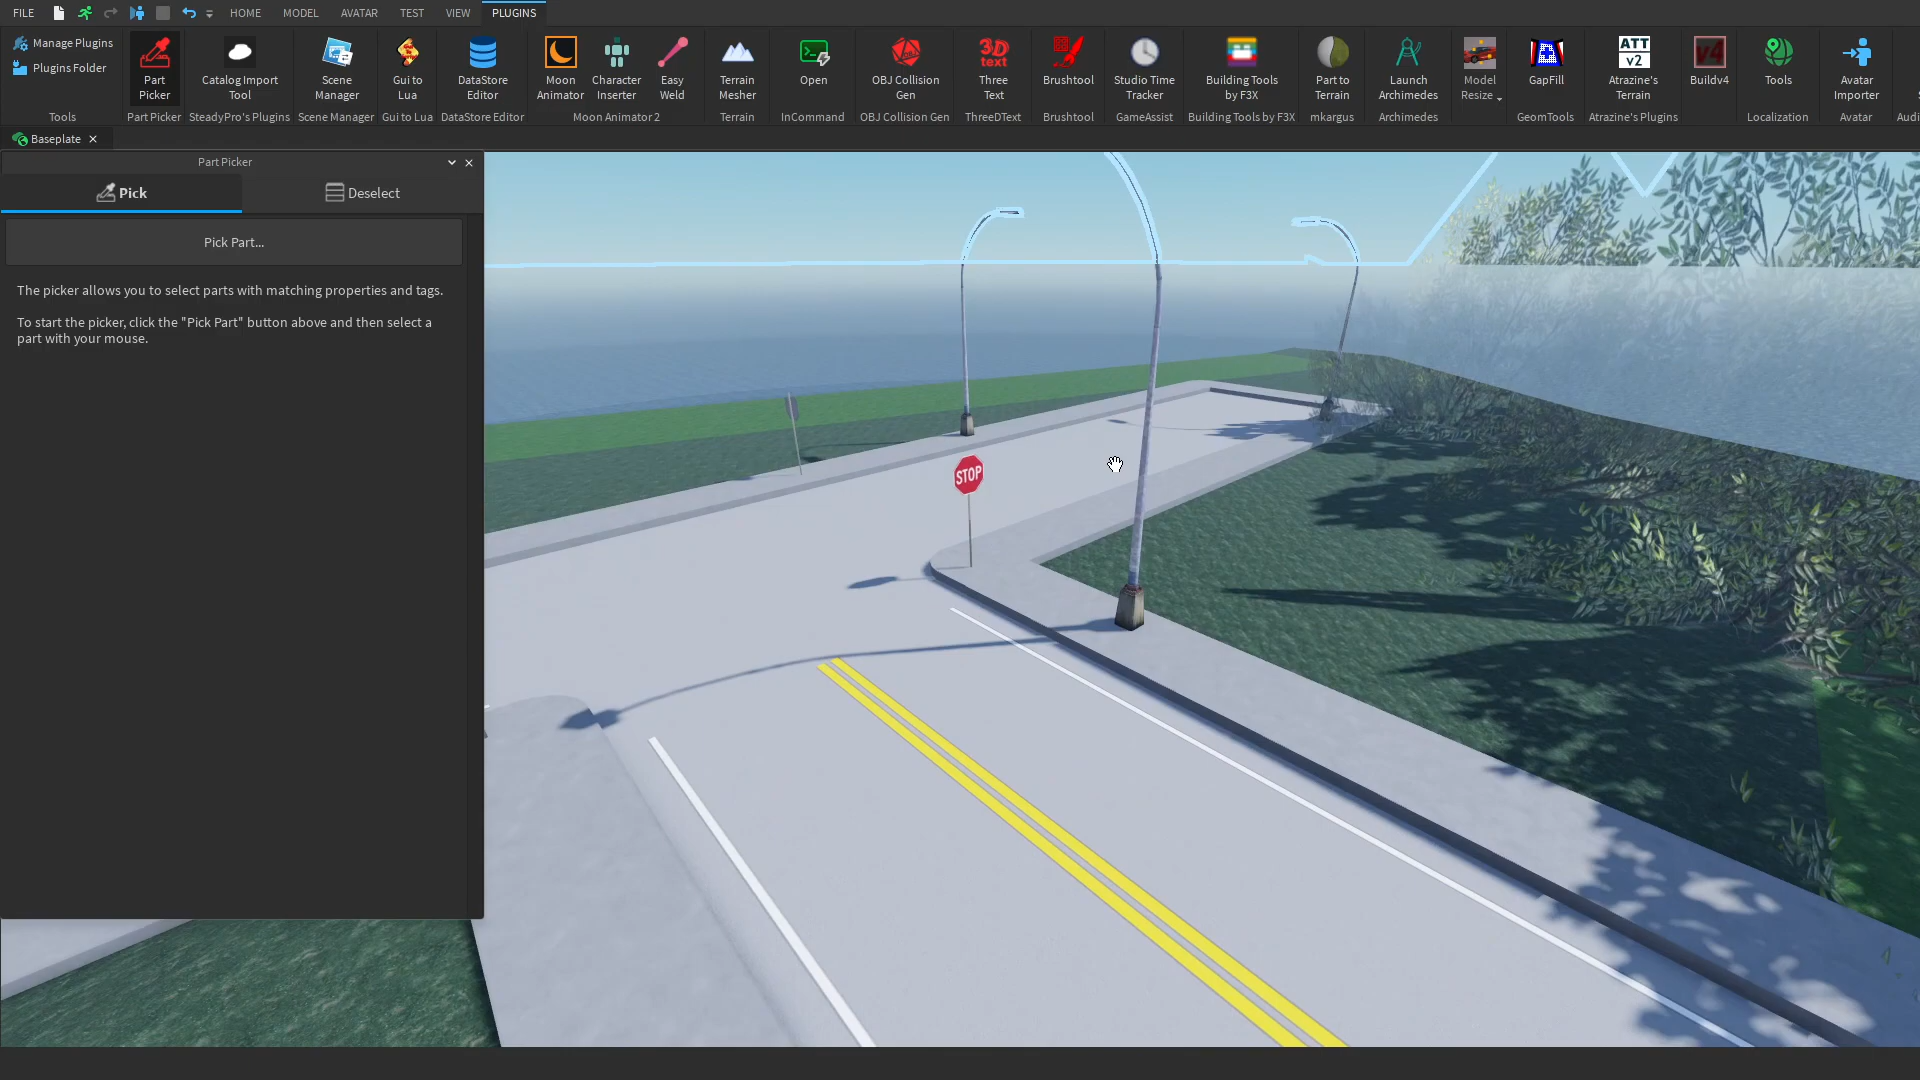 FILE HOME MODEL AVATAR TEST VIEW PLUGINS
Manage Plugins
Plugins Folder
Tools
Part
Picker
Part Picker
Catalog Import
Tool
SteadyPro's Plugins
Scene
Manager
Scene Manager
Gui to
Lua
Gui to Lua
DataStore
Editor
DataStore Editor
Moon
Animator
Character
Inserter
Easy
Weld
Moon Animator 2
Terrain
Mesher
Terrain
Open
InCommand
OBJ Collision
Gen
OBJ Collision Gen
3D
text
Three
Text
ThreeDText
Brushtool
Brushtool
Studio Time
Tracker
GameAssist
Building Tools
by F3X
Building Tools by F3X
Part to
Terrain
mkargus
Launch
Archimedes
Archimedes
Model
Resize
GapFill
GeomTools
ATT
v2
Atrazine's
Terrain
Atrazine's Plugins
v4
Buildv4
Tools
Localization
Avatar
Importer
Avatar
Audi
Baseplate
Part Picker
Pick Deselect
Pick Part...
The picker allows you to select parts with matching properties and tags.
To start the picker, click the "Pick Part" button above and then select a
part with your mouse.
STOP